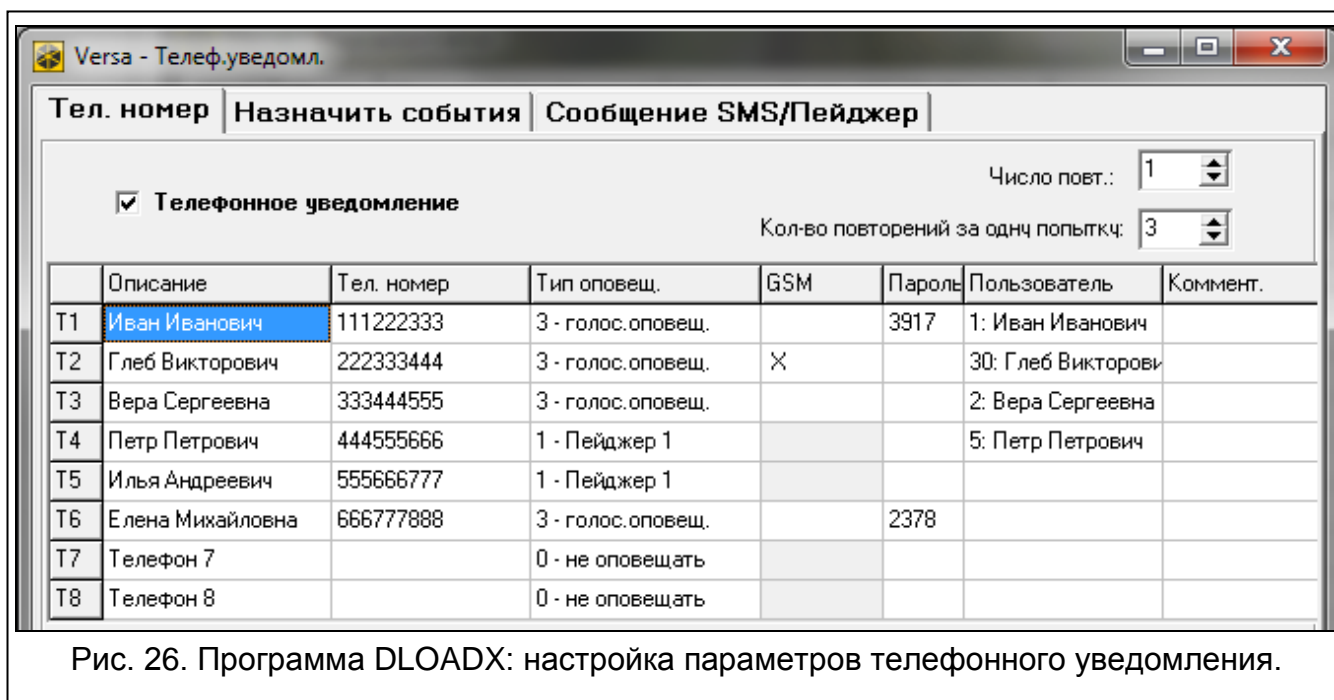 Versa - Телеф.уведомл.
Тел. номер Назначить события Сообщение SMS/Пейджер
Число повт.: 1
Телефонное уведомление
Кол-во повторений за одну попытку: 3
Описание Тел. номер Тип оповещ. GSM Пароль Пользователь Коммент.
T1 Иван Иванович 111222333 3 - голос.оповещ. 3917 1: Иван Иванович
T2 Глеб Викторович 222333444 3 - голос.оповещ. X 30: Глеб Викторови
T3 Вера Сергеевна 333444555 3 - голос.оповещ. 2: Вера Сергеевна
T4 Петр Петрович 444555666 1 - Пейджер 1 5: Петр Петрович
T5 Илья Андреевич 555666777 1 - Пейджер 1
T6 Елена Михайловна 666777888 3 - голос.оповещ. 2378
T7 Телефон 7 0 - не оповещать
T8 Телефон 8 0 - не оповещать
Рис. 26. Программа DLOADX: настройка параметров телефонного уведомления.